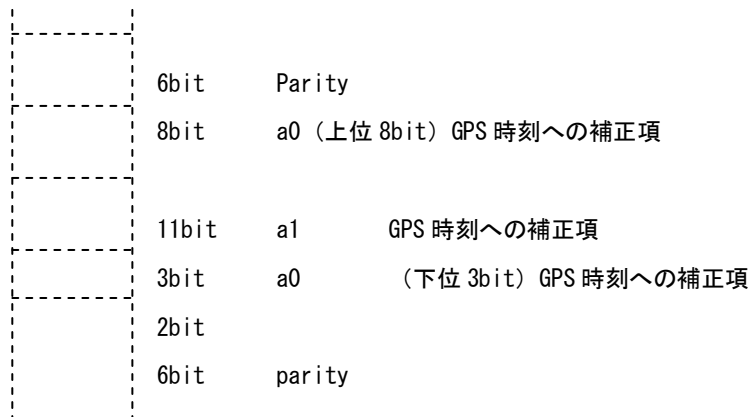 6bit Parity
8bit a0（上位 8bit）GPS 時刻への補正項
11bit a1 GPS 時刻への補正項
3bit a0 （下位 3bit）GPS 時刻への補正項
2bit
6bit parity